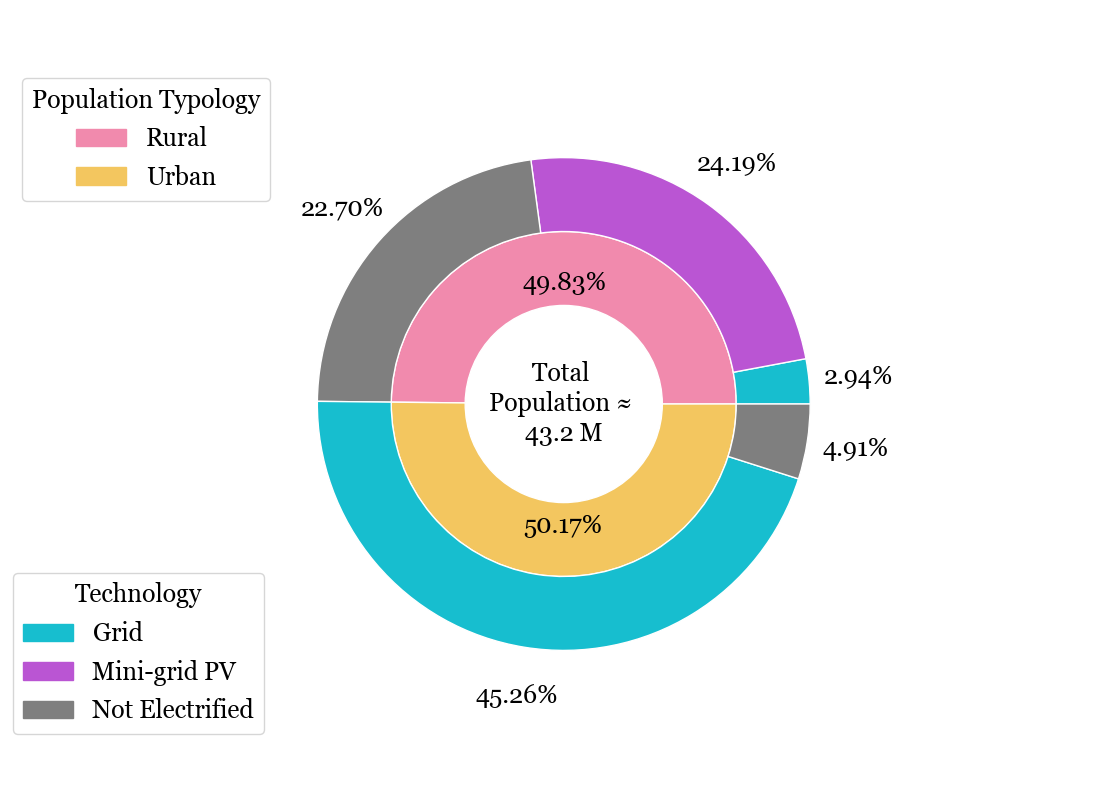 Population Typology
Rural
Urban
24.19%
22.70%
49.83%
Total
Population ≈
43.2 M
2.94%
4.91%
50.17%
45.26%
Technology
Grid
Mini-grid PV
Not Electrified